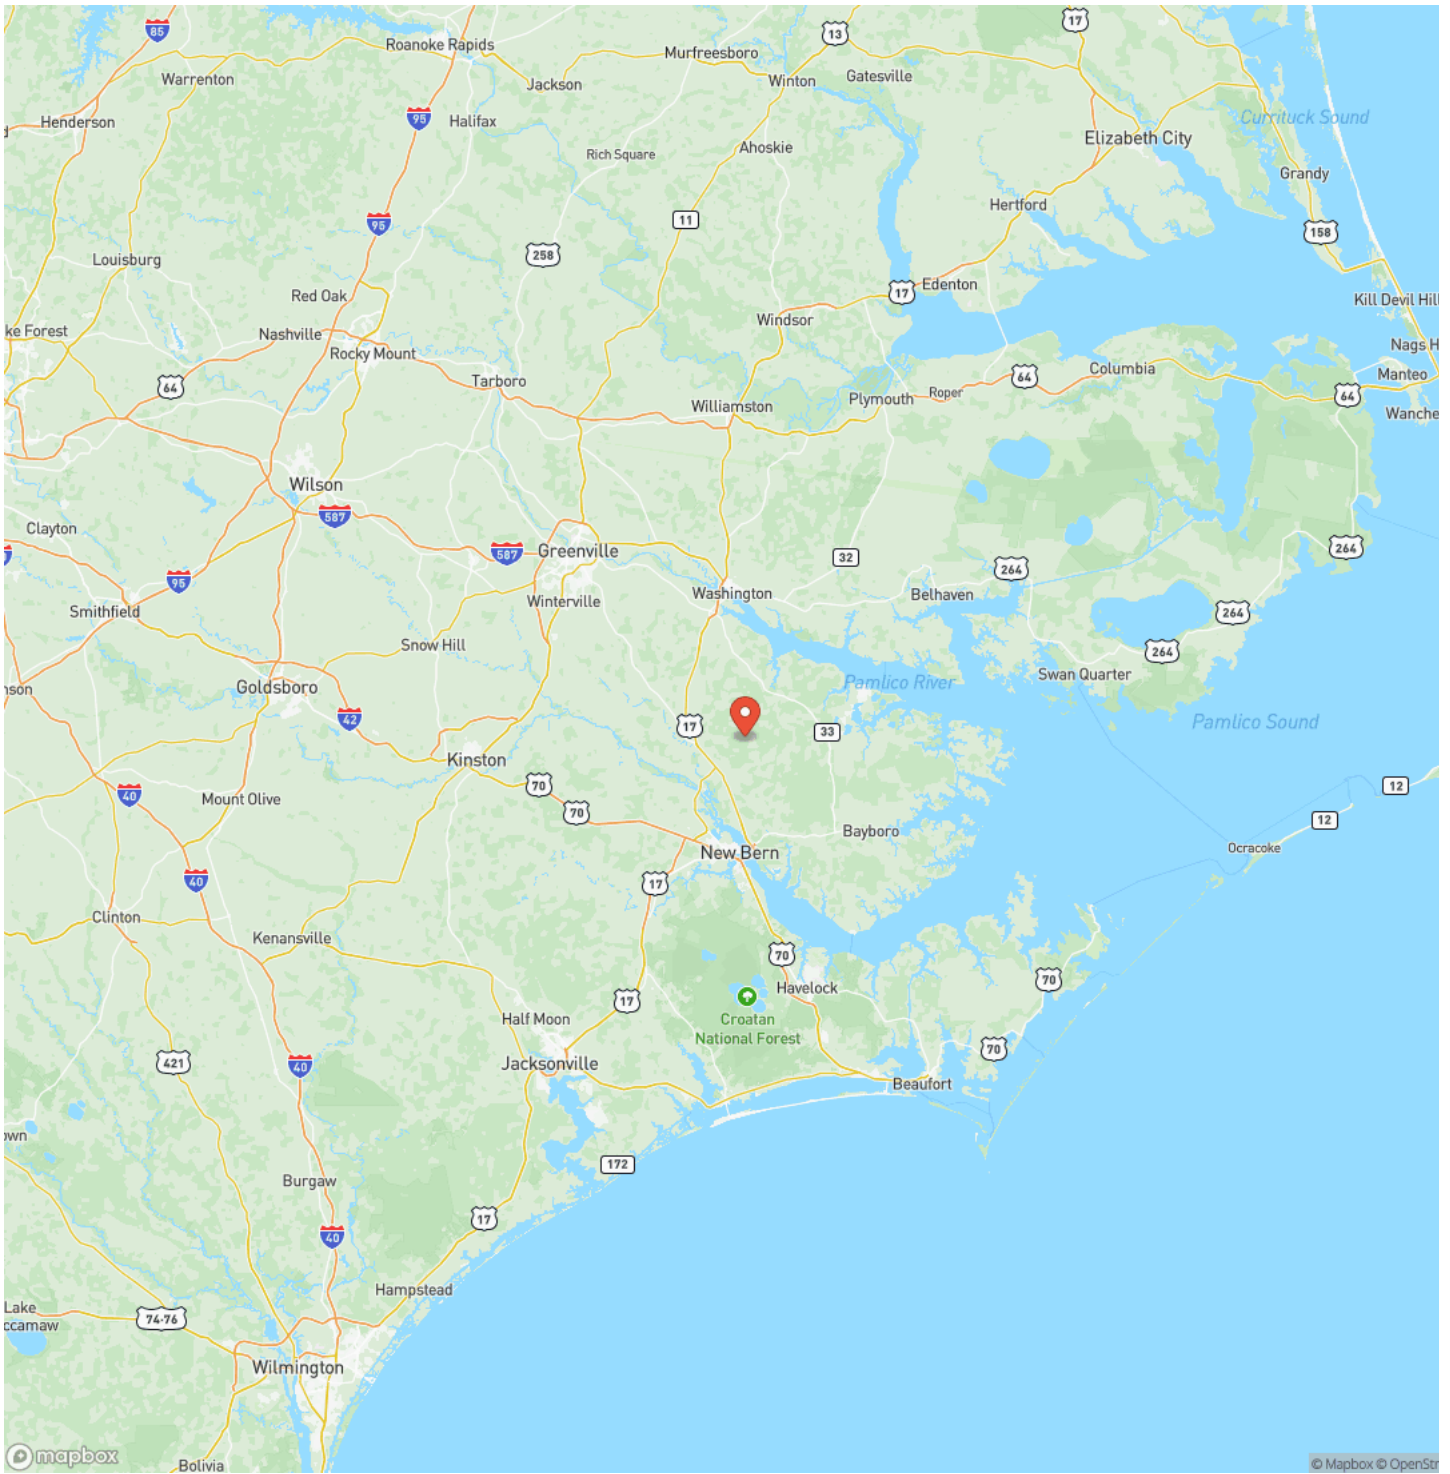 85
Roanoke Rapids
Murfreesboro
13
17
Warrenton
Jackson
Winton
Gatesville
Henderson
95
Halifax
Currituck Sound
Elizabeth City
Rich Square
Ahoskie
Grandy
Hertford
95
11
158
Louisburg
258
Red Oak
17
Edenton
Kill Devil Hill
ke Forest
Nashville
Windsor
Rocky Mount
Nags H
64
Tarboro
64
Columbia
Manteo
Williamston
Plymouth
Roper
64
Wanche
Wilson
587
Clayton
Greenville
587
32
264
264
95
Smithfield
Winterville
Washington
Belhaven
264
Snow Hill
264
Goldsboro
Swan Quarter
nson
Pamlico River
42
17
33
Pamlico Sound
Kinston
70
12
40
Mount Olive
70
12
Bayboro
Ocracoke
New Bern
40
17
Clinton
Kenansville
70
70
Havelock
17
Half Moon
Croatan
National Forest
421
40
Jacksonville
70
Beaufort
own
172
Burgaw
17
40
Hampstead
Lake
ccamaw
74-76
Wilmington
mapbox
Bolivia
© Mapbox © OpenStr